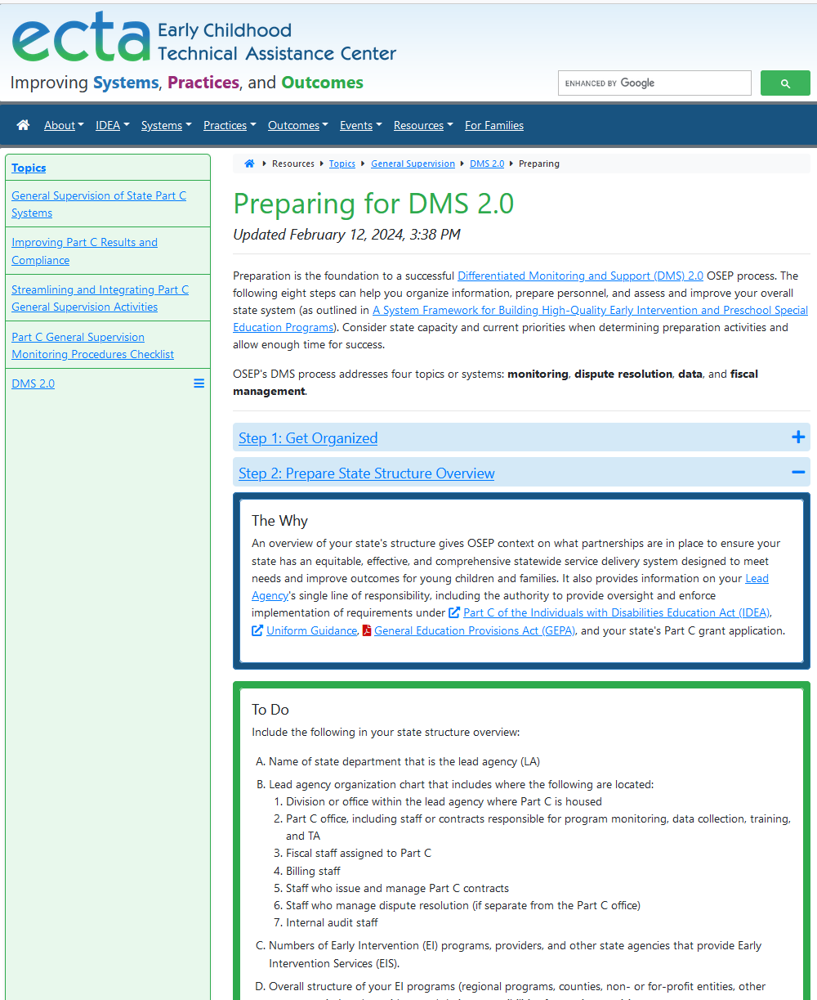 ecta Early Childhood
Technical Assistance Center
Improving Systems, Practices, and Outcomes
ENHANCED BY Google
About IDEA Systems Practices Outcomes Events Resources For Families
Topics
General Supervision of State Part C
Systems
Improving Part C Results and
Compliance
Streamlining and Integrating Part C
General Supervision Activities
Part C General Supervision
Monitoring Procedures Checklist
DMS 2.0
Resources Topics General Supervision DMS 2.0 Preparing
Preparing for DMS 2.0
Updated February 12, 2024, 3:38 PM
Preparation is the foundation to a successful Differentiated Monitoring and Support (DMS) 2.0 OSEP process. The
following eight steps can help you organize information, prepare personnel, and assess and improve your overall
state system (as outlined in A System Framework for Building High-Quality Early Intervention and Preschool Special
Education Programs). Consider state capacity and current priorities when determining preparation activities and
allow enough time for success.
OSEP's DMS process addresses four topics or systems: monitoring, dispute resolution, data, and fiscal
management.
Step 1: Get Organized
Step 2: Prepare State Structure Overview
The Why
An overview of your state's structure gives OSEP context on what partnerships are in place to ensure your
state has an equitable, effective, and comprehensive statewide service delivery system designed to meet
needs and improve outcomes for young children and families. It also provides information on your Lead
Agency's single line of responsibility, including the authority to provide oversight and enforce
implementation of requirements under Part C of the Individuals with Disabilities Education Act (IDEA),
Uniform Guidance, General Education Provisions Act (GEPA), and your state's Part C grant application.
To Do
Include the following in your state structure overview:
A. Name of state department that is the lead agency (LA)
B. Lead agency organization chart that includes where the following are located:
1. Division or office within the lead agency where Part C is housed
2. Part C office, including staff or contracts responsible for program monitoring, data collection, training,
and TA
3. Fiscal staff assigned to Part C
4. Billing staff
5. Staff who issue and manage Part C contracts
6. Staff who manage dispute resolution (if separate from the Part C office)
7. Internal audit staff
C. Numbers of Early Intervention (EI) programs, providers, and other state agencies that provide Early
Intervention Services (EIS).
D. Overall structure of your EI programs (regional programs, counties, non- or for-profit entities, other